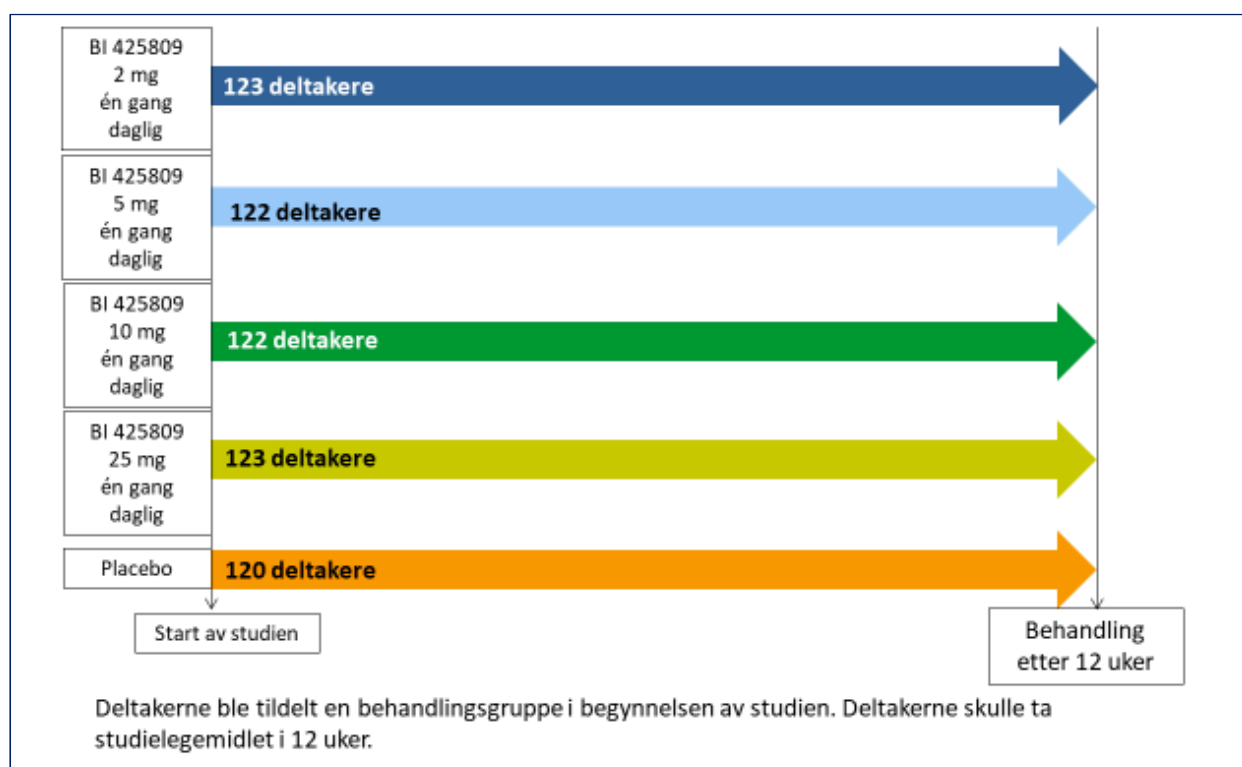 BI 425809
2 mg
én gang
daglig
123 deltakere
BI 425809
5 mg
én gang
daglig
122 deltakere
BI 425809
10 mg
én gang
daglig
122 deltakere
BI 425809
25 mg
én gang
daglig
123 deltakere
Placebo
120 deltakere
Start av studien
Behandling
etter 12 uker
Deltakerne ble tildelt en behandlingsgruppe i begynnelsen av studien. Deltakerne skulle ta
studielegemidlet i 12 uker.